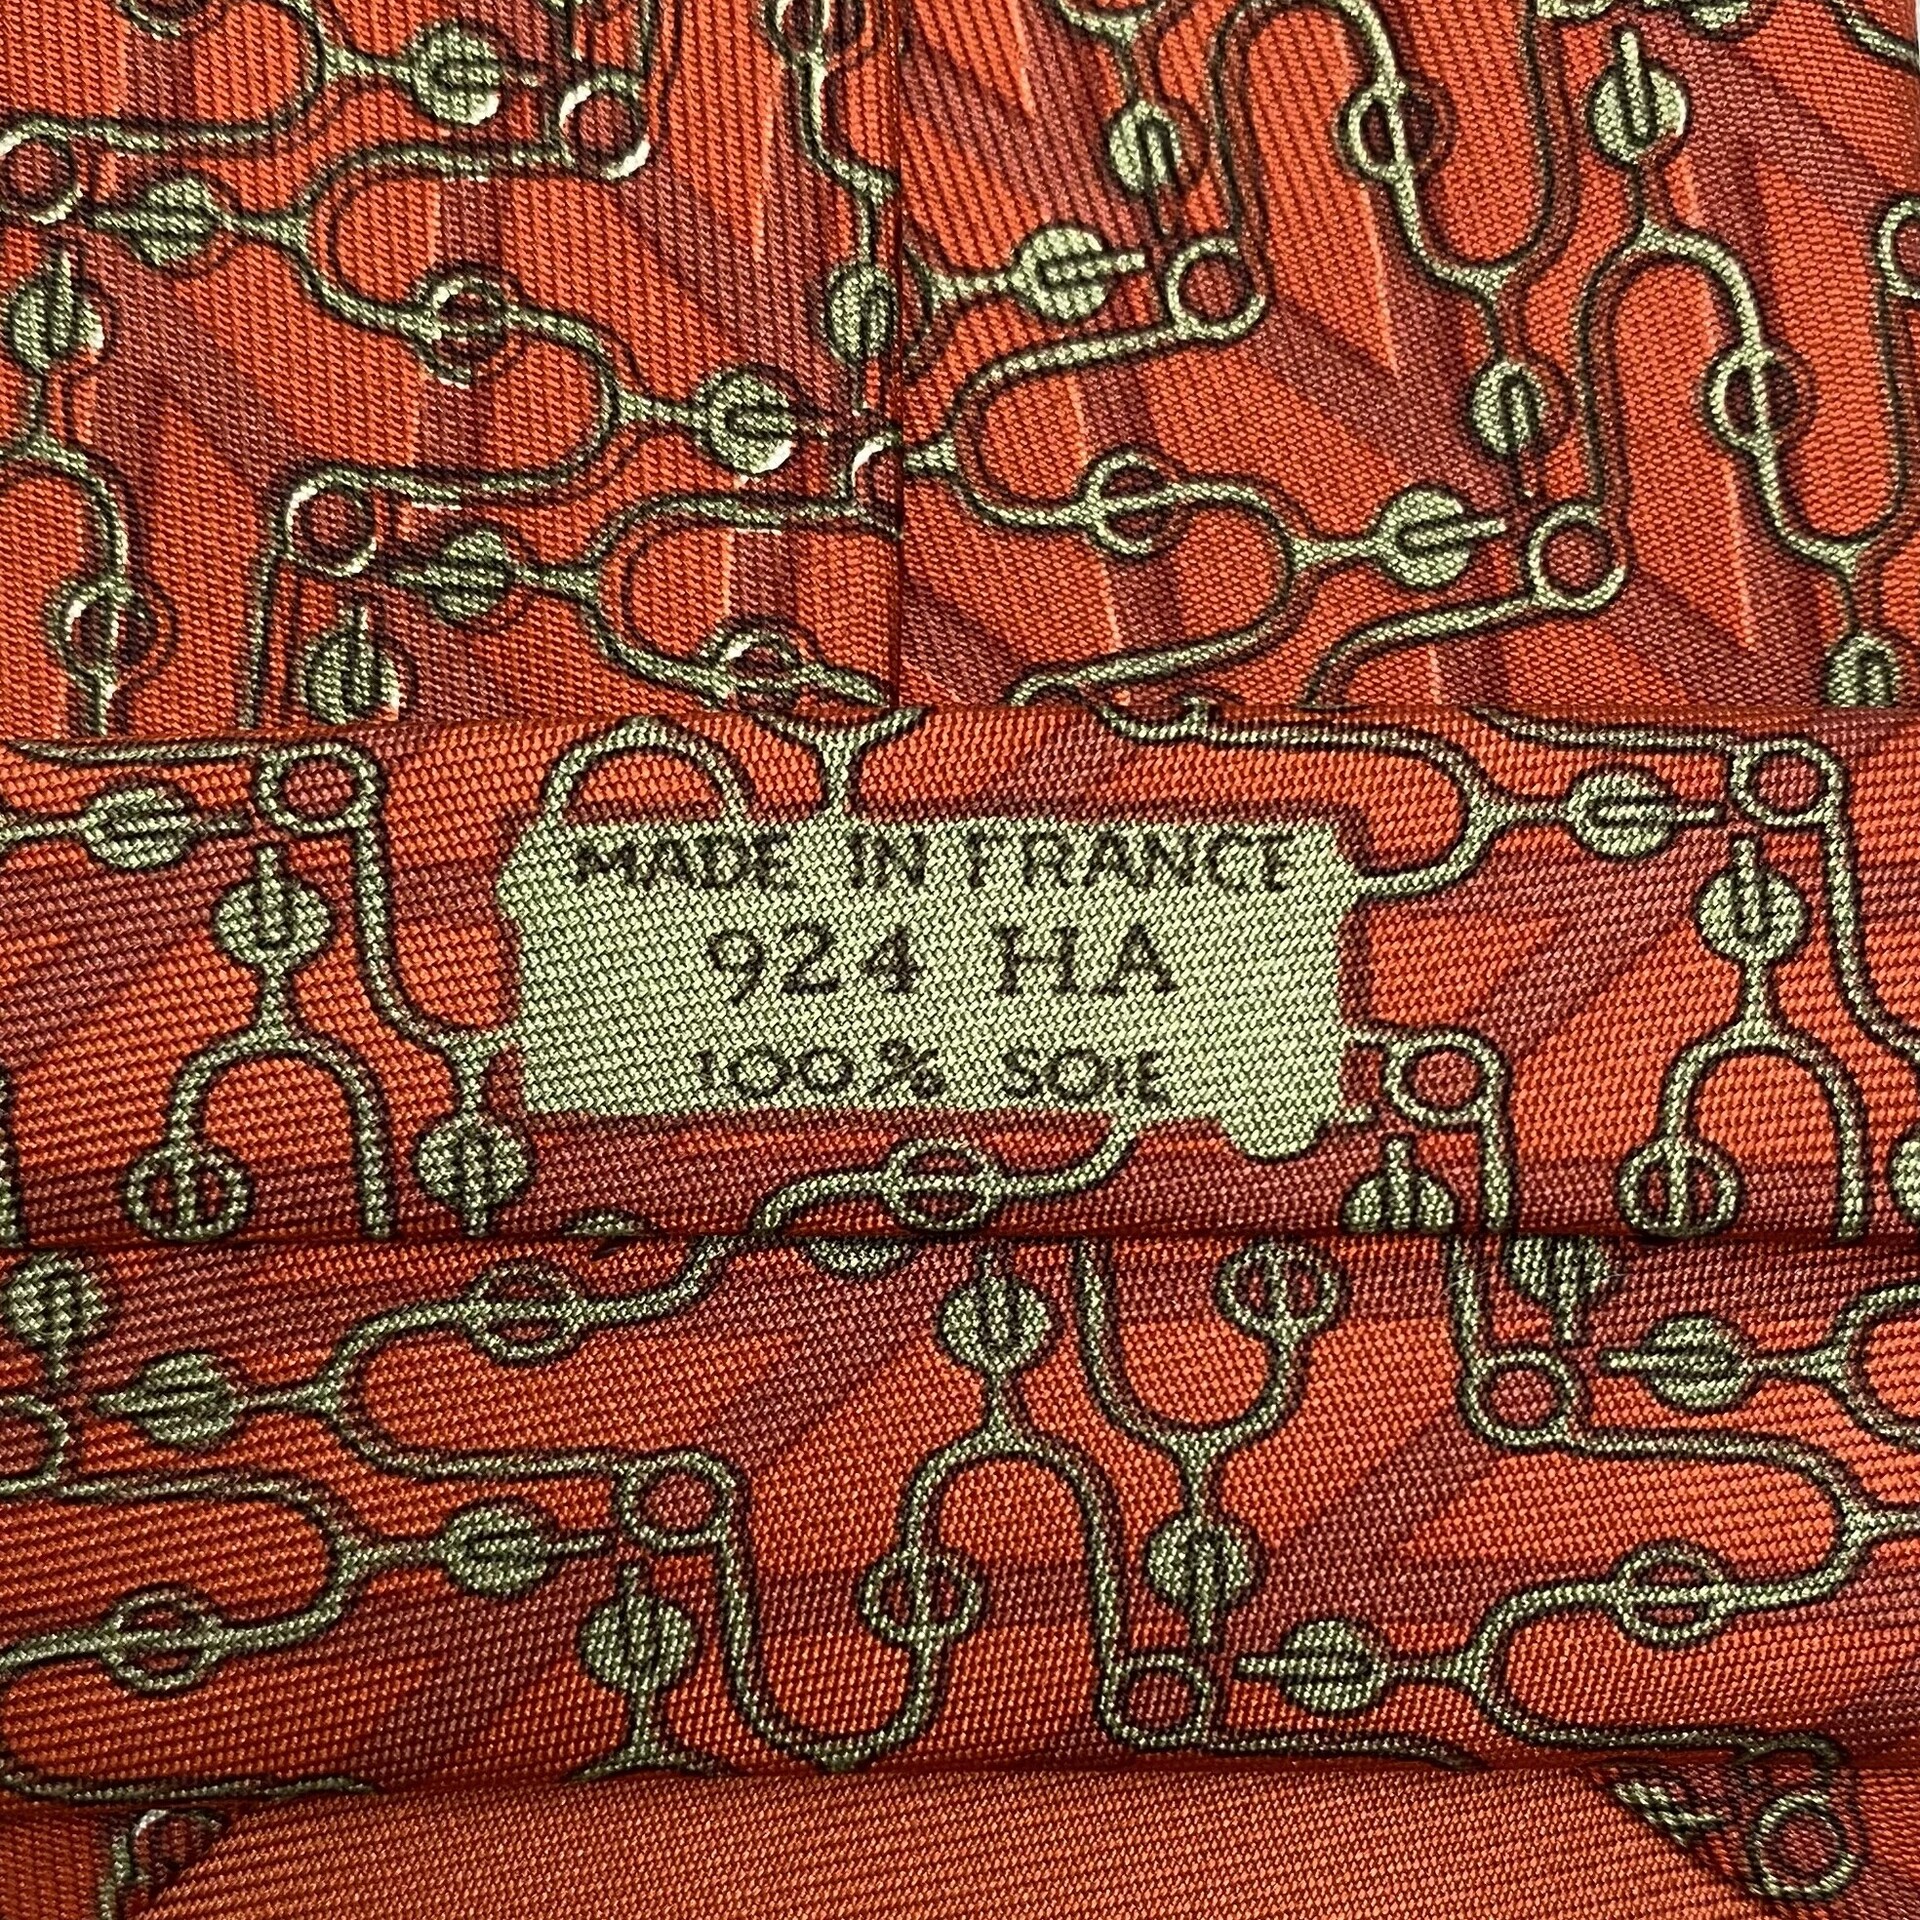 MADE IN FRANCE
924 HA
100% SOIE